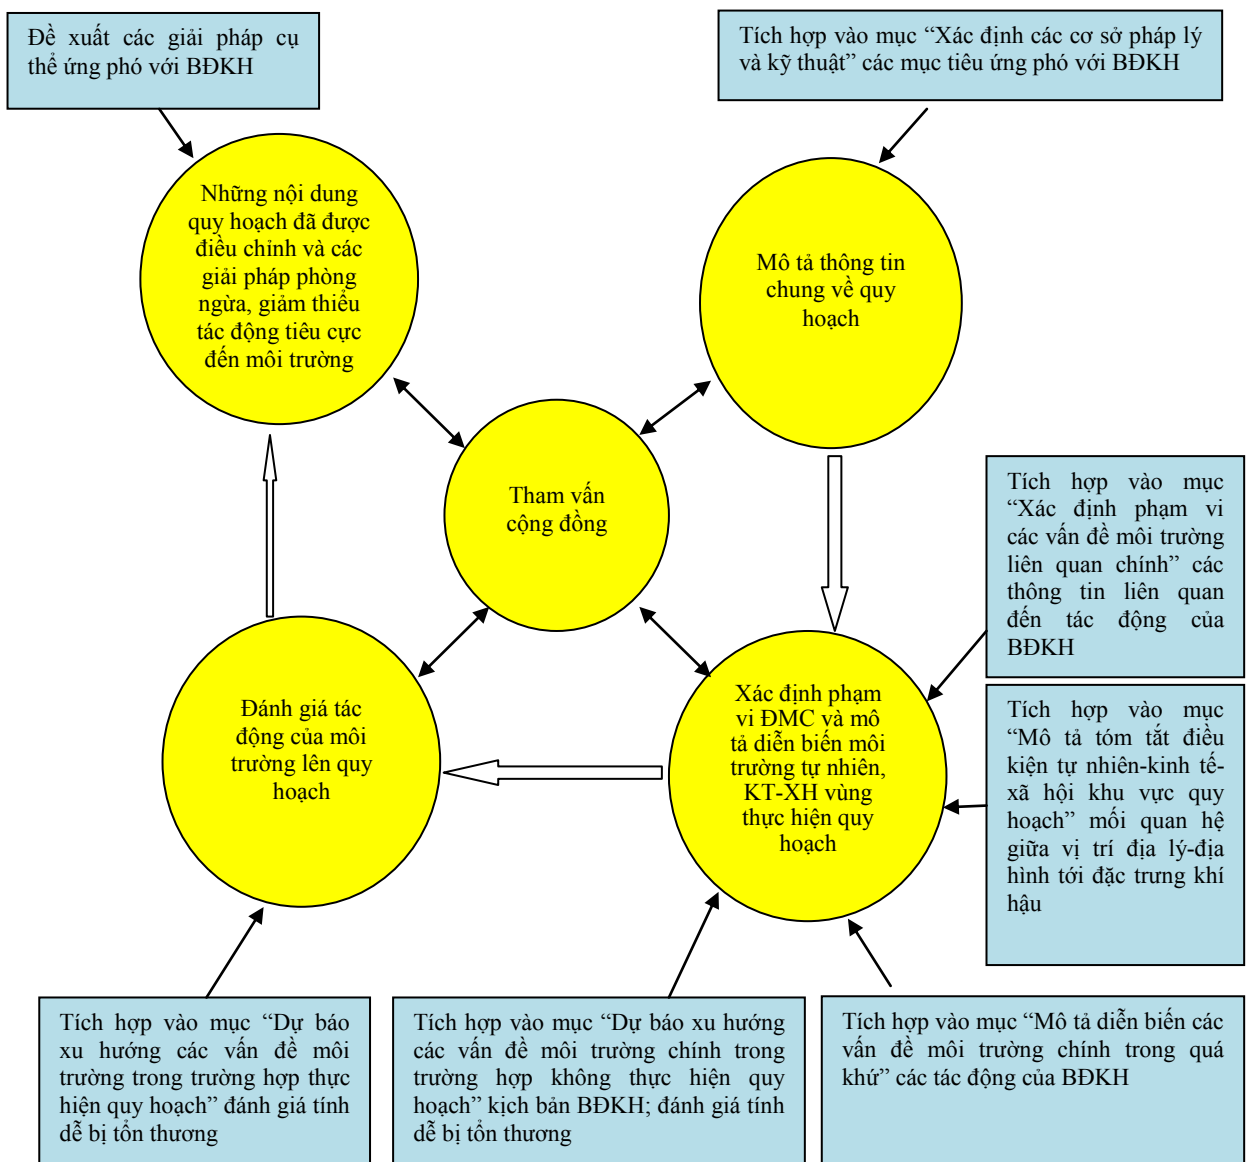 Đề xuất các giải pháp cụ
thể ứng phó với BĐKH
Tích hợp vào mục “Xác định các cơ sở pháp lý
và kỹ thuật” các mục tiêu ứng phó với BĐKH
Những nội dung
quy hoạch đã được
điều chỉnh và các
giải pháp phòng
ngừa, giảm thiểu
tác động tiêu cực
đến môi trường
Mô tả thông tin
chung về quy
hoạch
Tham vấn
cộng đồng
Tích hợp vào mục
“Xác định phạm vi
các vấn đề môi trường
liên quan chính” các
thông tin liên quan
đến tác động của
BĐKH
Đánh giá tác
động của môi
trường lên quy
hoạch
Xác định phạm
vi ĐMC và mô
tả diễn biến môi
trường tự nhiên,
KT-XH vùng
thực hiện quy
hoạch
Tích hợp vào mục
“Mô tả tóm tắt điều
kiện tự nhiên-kinh tế-
xã hội khu vực quy
hoạch” mối quan hệ
giữa vị trí địa lý-địa
hình tới đặc trưng khí
hậu
Tích hợp vào mục “Dự báo
xu hướng các vấn đề môi
trường trong trường hợp thực
hiện quy hoạch” đánh giá tính
dễ bị tổn thương
Tích hợp vào mục “Dự báo xu hướng
các vấn đề môi trường chính trong
trường hợp không thực hiện quy
hoạch” kịch bản BĐKH; đánh giá tính
dễ bị tổn thương
Tích hợp vào mục “Mô tả diễn biến các
vấn đề môi trường chính trong quá
khứ” các tác động của BĐKH